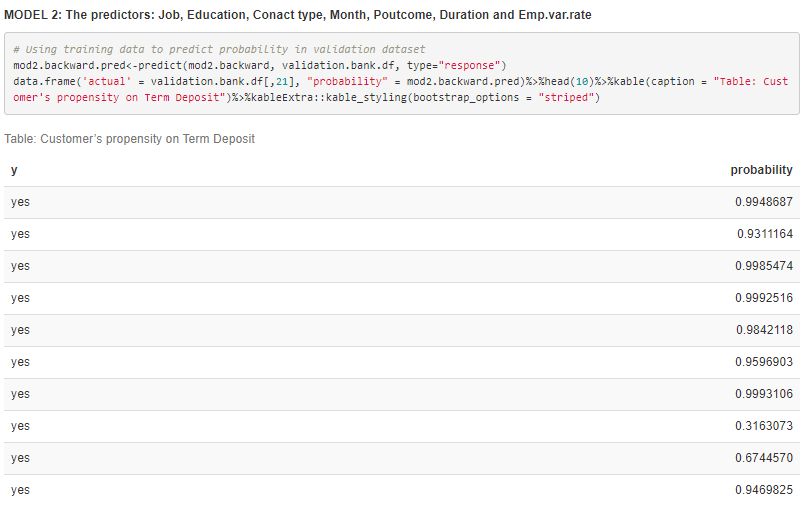 MODEL 2: The predictors: Job, Education, Conact type, Month, Poutcome, Duration and Emp.var.rate
# Using training data to predict probability in validation dataset
mod2.backward.pred<-predict(mod2.backward, validation.bank.df, type="response")
data.frame('actual' = validation.bank.df[,21], "probability" = mod2.backward.pred)%>%head(10)%>%kable(caption = "Table: Cust
omer's propensity on Term Deposit")%>%kableExtra::kable_styling(bootstrap_options = "striped")
Table: Customer's propensity on Term Deposit
y probability
yes 0.9948687
yes 0.9311164
yes 0.9985474
yes 0.9992516
yes 0.9842118
yes 0.9596903
yes 0.9993106
yes 0.3163073
yes 0.6744570
yes 0.9469825